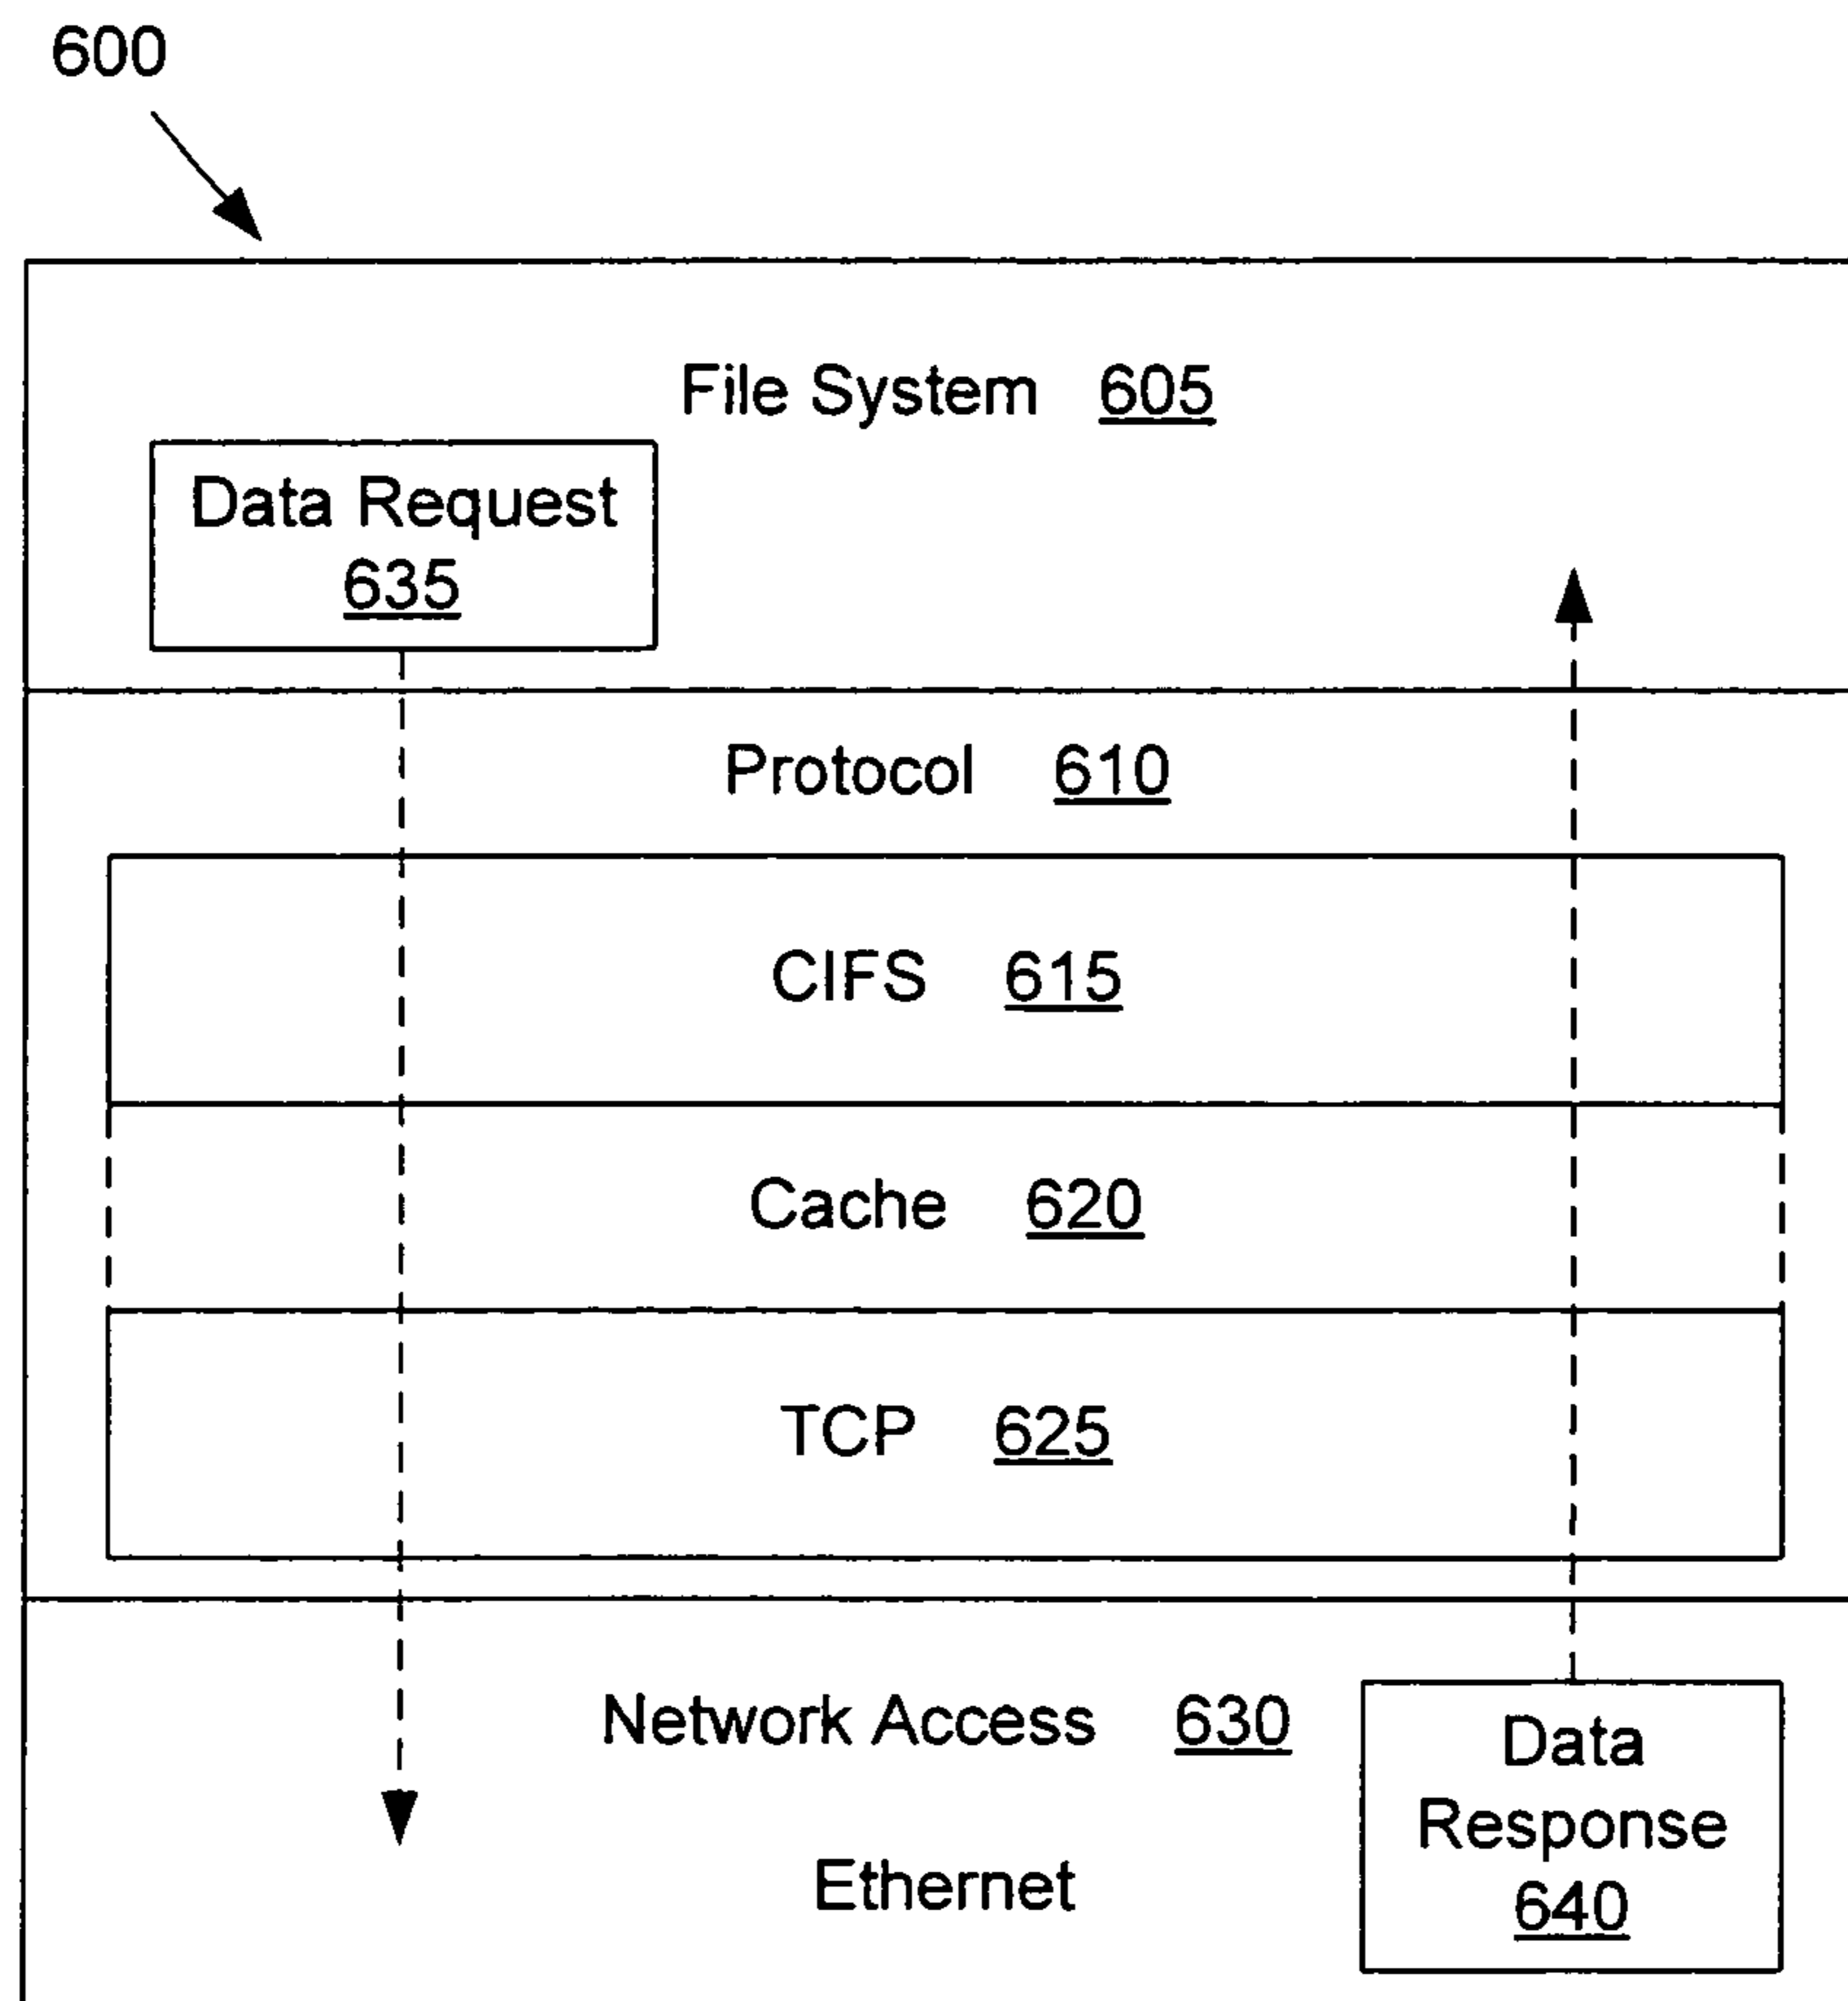 600
File System 605
Data Request
635
Protocol 610
CIFS 615
Cache 620
TCP 625
Network Access 630
Data
Response
640
Ethernet